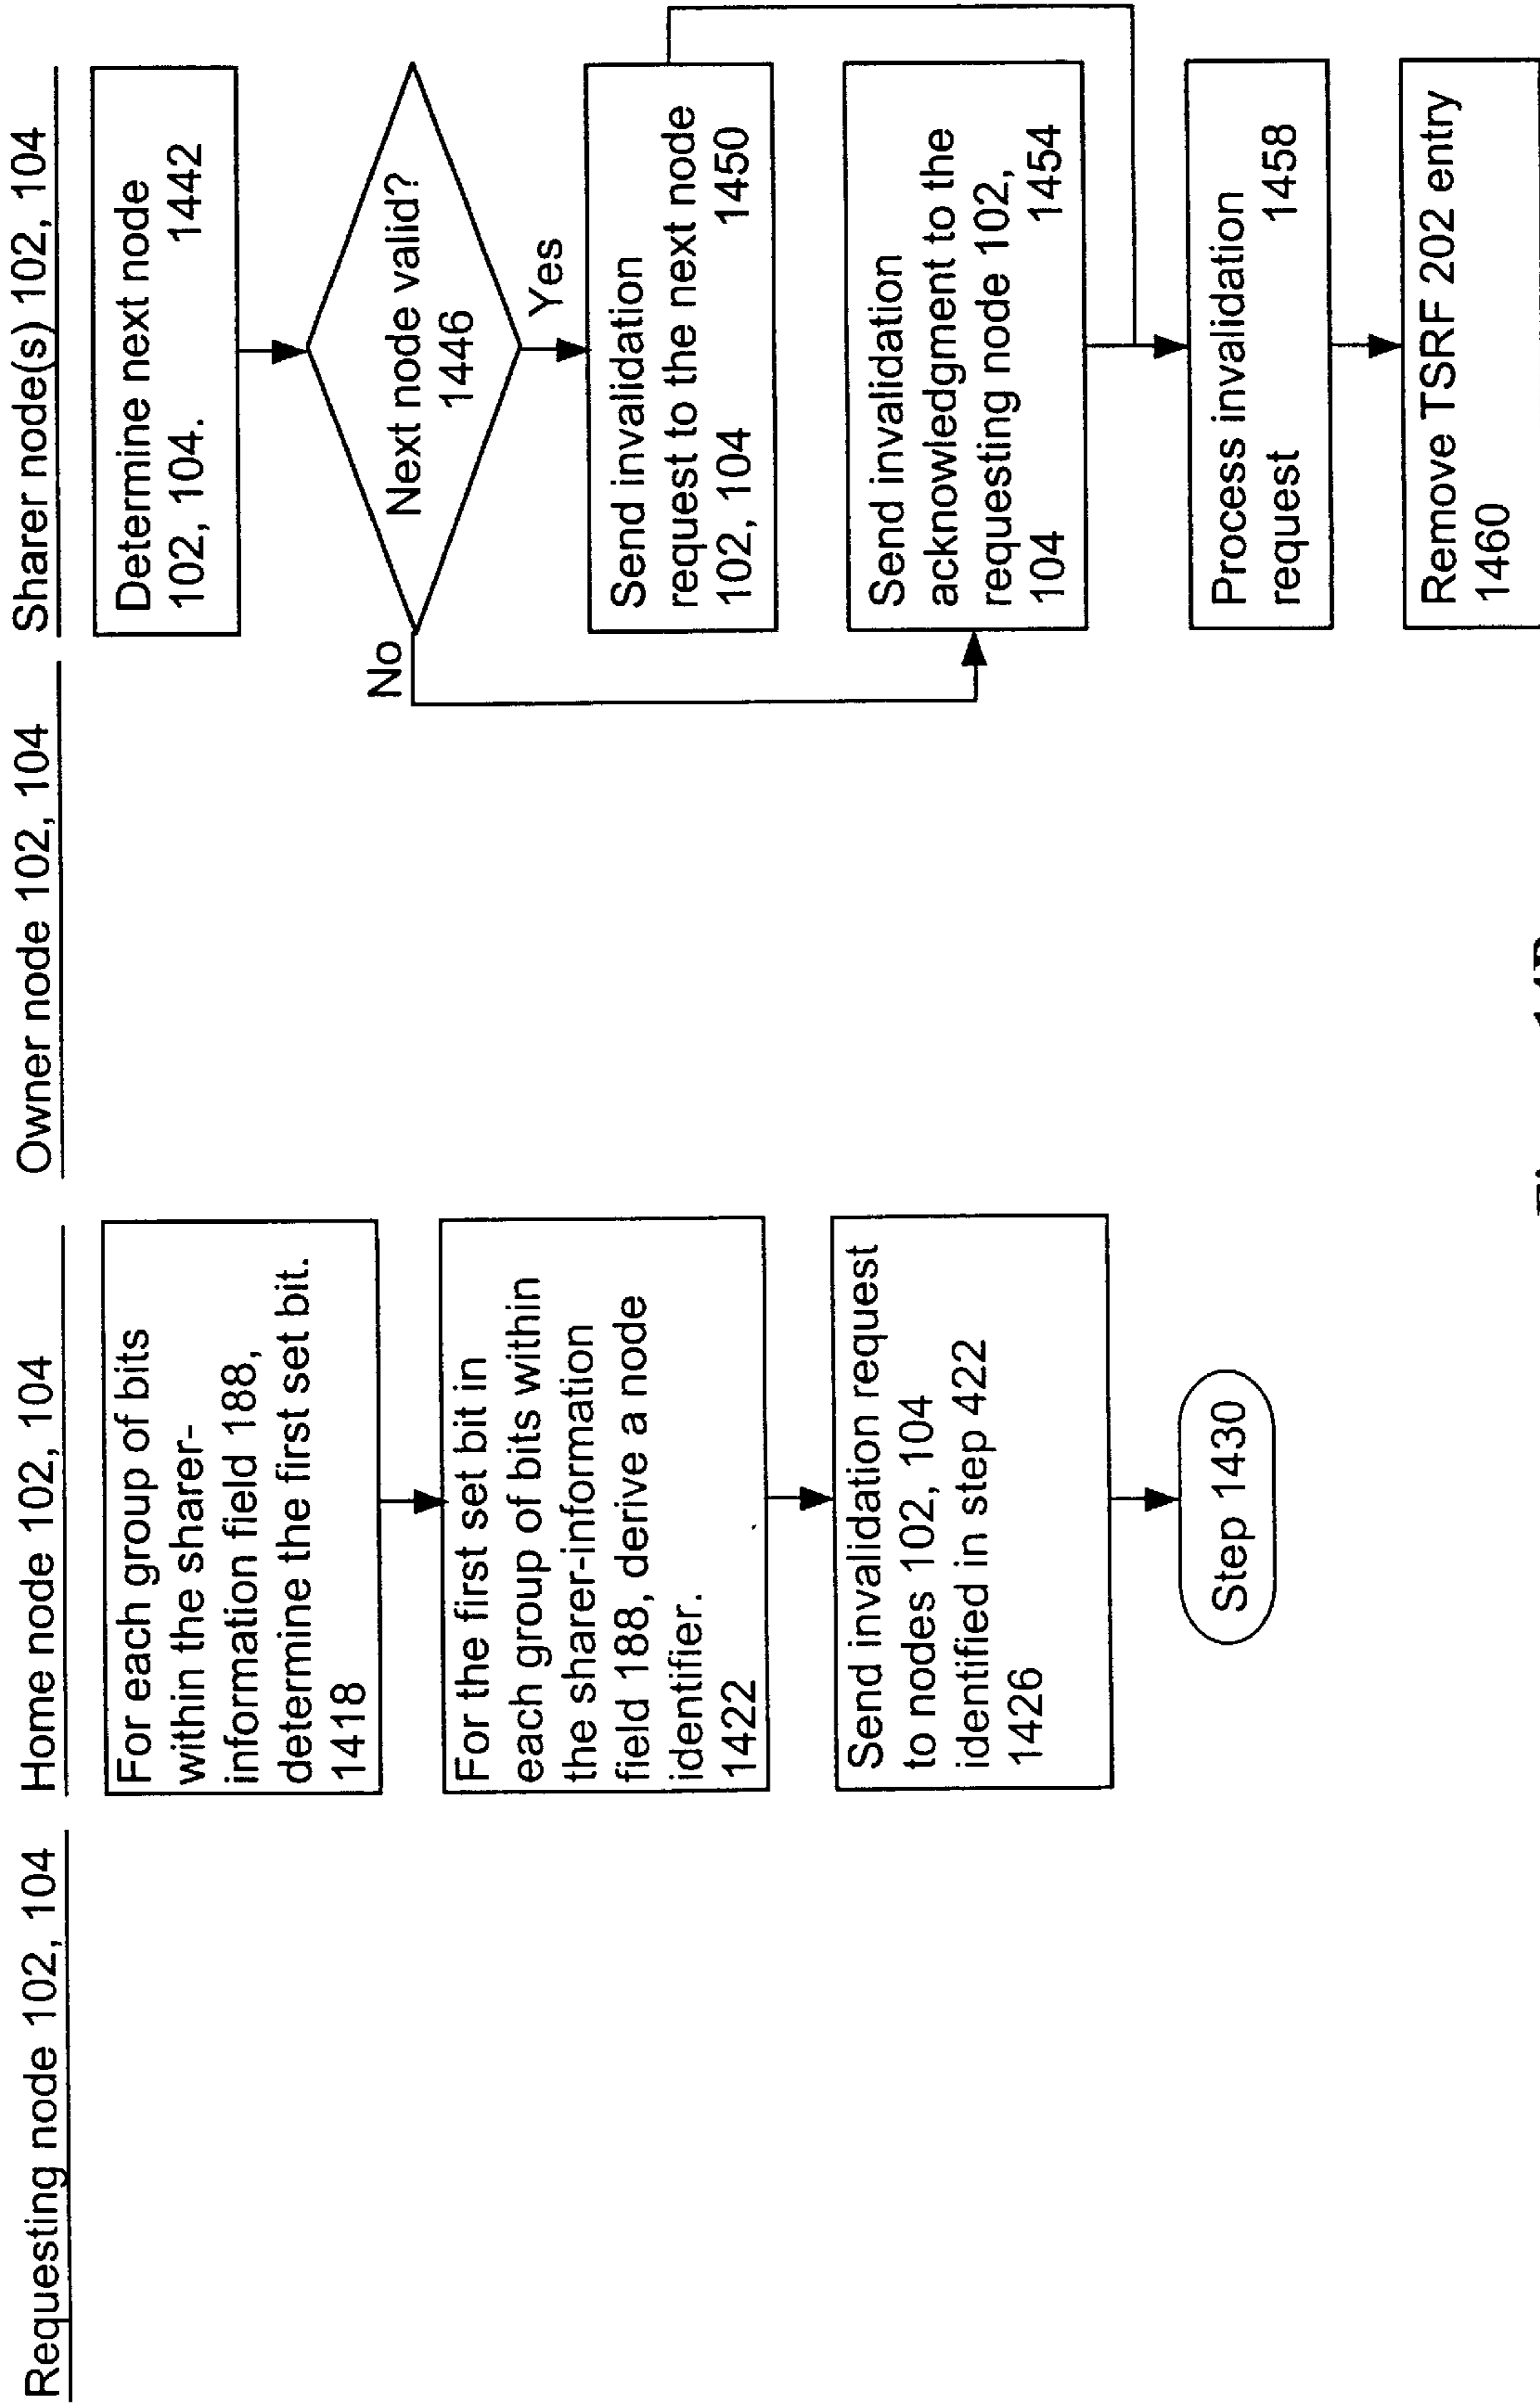 Requesting node 102, 104
Home node 102, 104
Owner node 102, 104
Sharer node(s) 102, 104
For each group of bits
within the sharer-
information field 188,
determine the first set bit.
1418
For the first set bit in
each group of bits within
the sharer-information
field 188, derive a node
identifier.
1422
Send invalidation request
to nodes 102, 104
identified in step 422
1426
Step 1430
Determine next node
102, 104. 1442
Next node valid?
1446
No
Yes
Send invalidation
request to the next node
102, 104 1450
Send invalidation
acknowledgment to the
requesting node 102,
104 1454
Process invalidation
request 1458
Remove TSRF 202 entry
1460